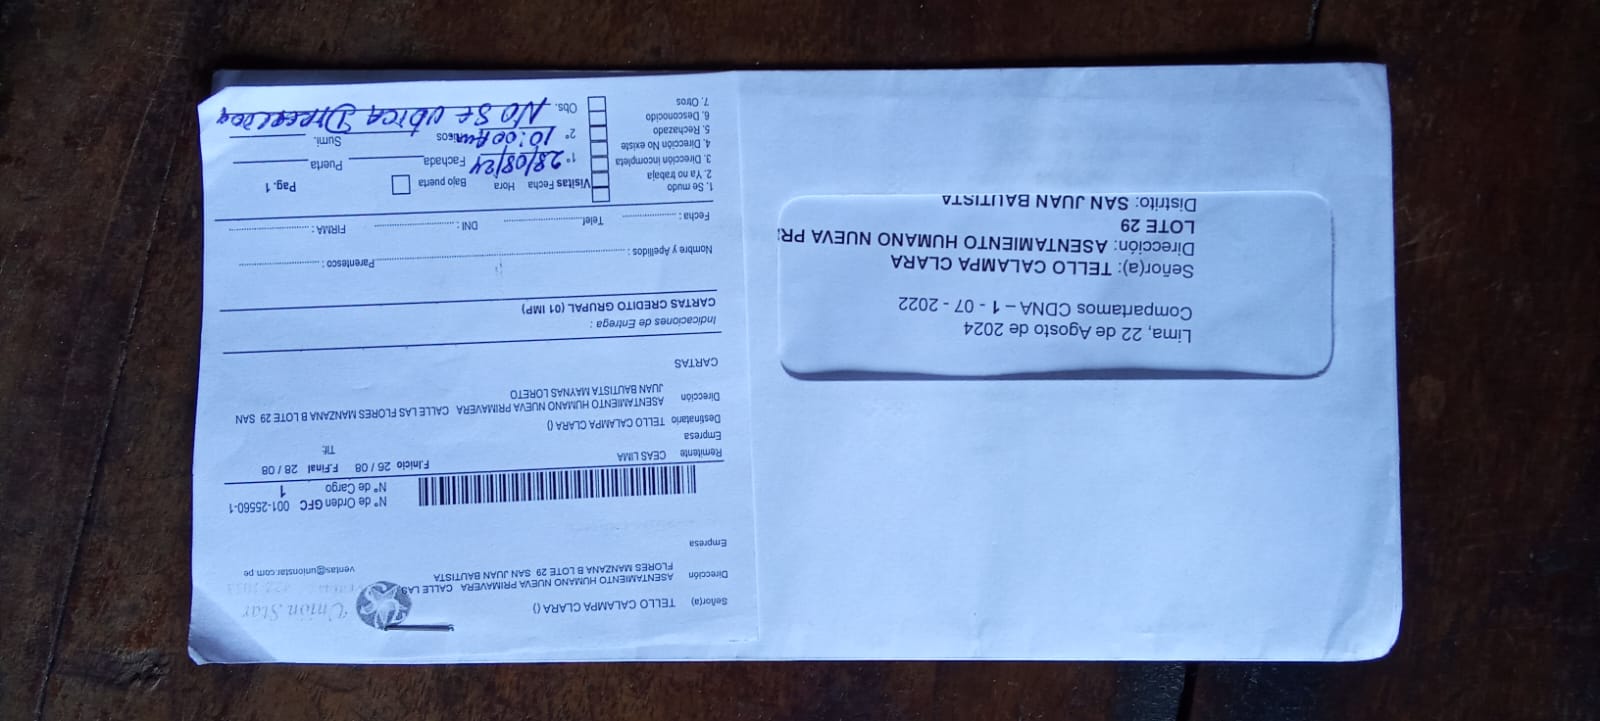 Lima, 22 de Agosto de 2024
Compartamos CDNA – 1 - 07 - 2022
Señor(a): TELLO CALAMPA CLARA
Dirección: ASENTAMIENTO HUMANO NUEVA PR
LOTE 29
Distrito: SAN JUAN BAUTISTA
Union Star
Señor(a) TELLO CALAMPA CLARA ()
Dirección ASENTAMIENTO HUMANO NUEVA PRIMAVERA CALLE LAS
FLORES MANZANA B LOTE 29 SAN JUAN BAUTISTA
ventas@unionstar.com.pe
Empresa
Nº de Orden GFC 001-25560-1
Nº de Cargo 1
Remitente CEAS LIMA F.Inicio 26 / 08 F.Final 28 / 08
Empresa Tlf:
Destinatario TELLO CALAMPA CLARA ()
Dirección ASENTAMIENTO HUMANO NUEVA PRIMAVERA CALLE LAS FLORES MANZANA B LOTE 29 SAN
JUAN BAUTISTA MAYNAS LORETO
CARTAS
Indicaciones de Entrega :
CARTAS CREDITO GRUPAL (01 IMP)
Nombre y Apellidos : Parentesco :
Fecha : Telef DNI : FIRMA :
1. Se mudo
2. Ya no trabaja
3. Dirección incompleta
4. Dirección No existe
5. Rechazado
6. Desconocido
7. Otros
Visitas Fecha Hora Bajo puerta Pag. 1
1° 28/08/24 Fachada Puerta
2° 10:00 Am Sumi.
Obs. No se ubica Dirección